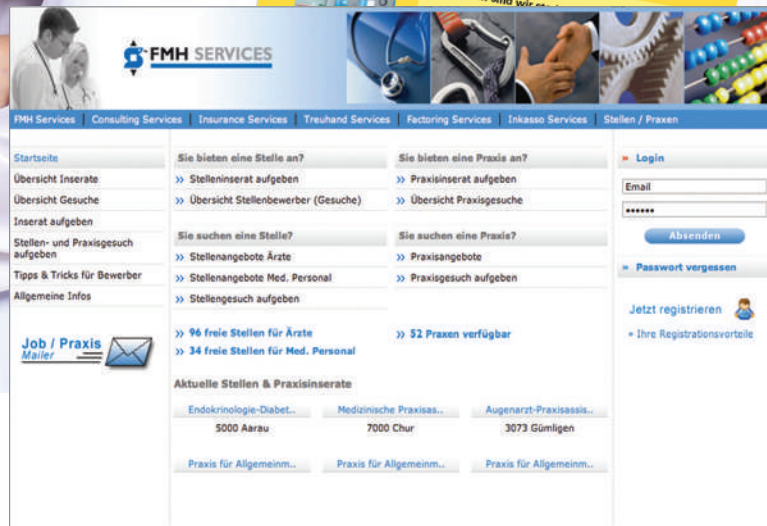 n sind wir
FMH SERVICES
FMH Services | Consulting Services | Insurance Services | Treuhand Services | Factoring Services | Inkasso Services | Stellen / Praxen
Startseite
Übersicht Inserate
Übersicht Gesuche
Inserat aufgeben
Stellen- und Praxisgesuch
aufgeben
Tipps & Tricks für Bewerber
Allgemeine Infos
Job / Praxis
Mailer
Sie bieten eine Stelle an?
» Stelleninserat aufgeben
» Übersicht Stellenbewerber (Gesuche)
Sie bieten eine Praxis an?
» Praxisinserat aufgeben
» Übersicht Praxisgesuche
Sie suchen eine Stelle?
» Stellenangebote Ärzte
» Stellenangebote Med. Personal
» Stellengesuch aufgeben
Sie suchen eine Praxis?
» Praxisangebote
» Praxisgesuch aufgeben
» 96 freie Stellen für Ärzte
» 34 freie Stellen für Med. Personal
» 52 Praxen verfügbar
Aktuelle Stellen & Praxisinserate
Endokrinologie-Diabet..
5000 Aarau
Medizinische Praxisas..
7000 Chur
Augenarzt-Praxisassis..
3073 Gümligen
Praxis für Allgemeinm..
Praxis für Allgemeinm..
Praxis für Allgemeinm..
» Login
Email
••••••
Absenden
» Passwort vergessen
Jetzt registrieren
» Ihre Registrationsvorteile